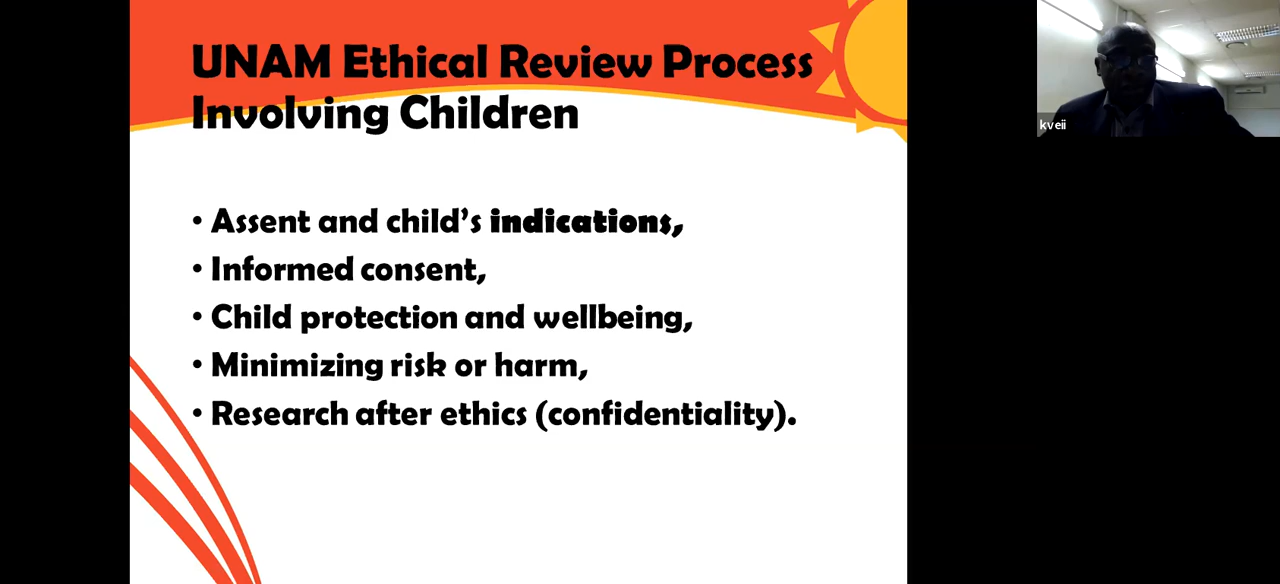 UNAM Ethical Review Process
Involving Children
• Assent and child’s indications,
• Informed consent,
• Child protection and wellbeing,
• Minimizing risk or harm,
• Research after ethics (confidentiality).
kveii